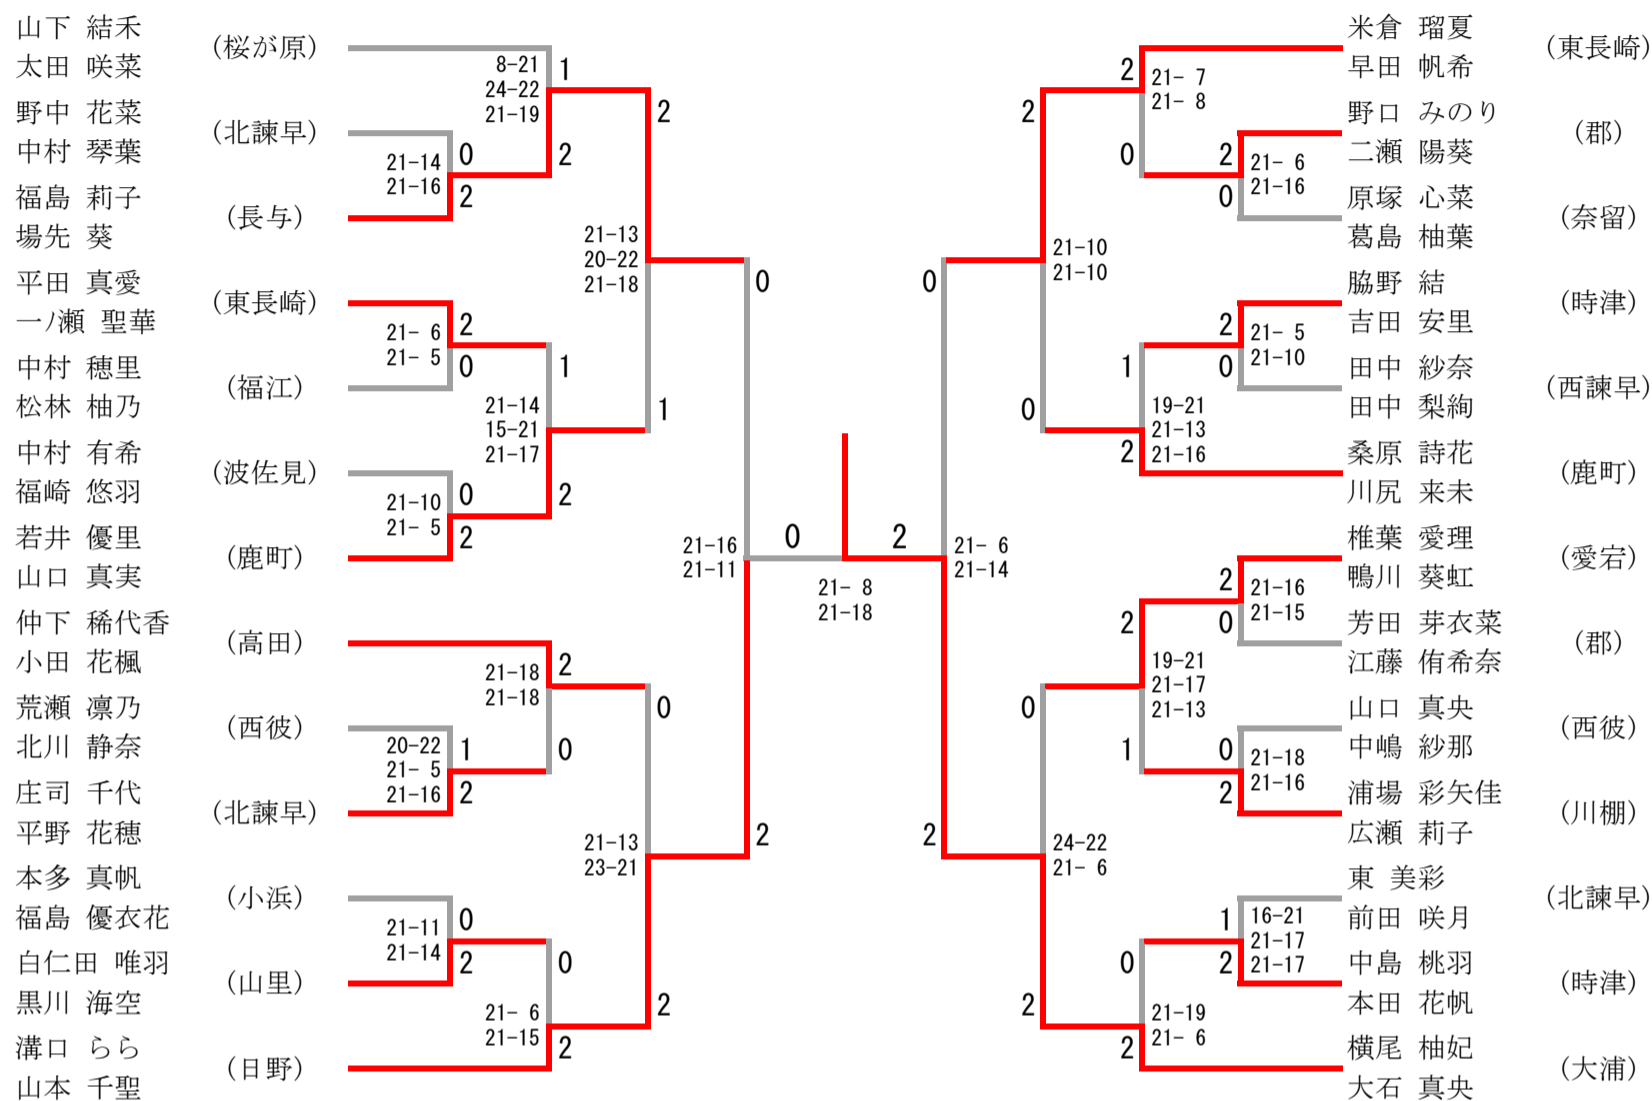 山下 結禾
(桜が原)
太田 咲菜
野中 花菜
(北諫早)
中村 琴葉
福島 莉子
(長与)
場先 葵
平田 真愛
(東長崎)
一ノ瀬 聖華
中村 穂里
(福江)
松林 柚乃
中村 有希
(波佐見)
福崎 悠羽
若井 優里
(鹿町)
山口 真実
仲下 稀代香
(高田)
小田 花楓
荒瀬 凛乃
(西彼)
北川 静奈
庄司 千代
(北諫早)
平野 花穂
本多 真帆
(小浜)
福島 優衣花
白仁田 唯羽
(山里)
黒川 海空
溝口 らら
(日野)
山本 千聖
0
21-14
21-16
2
2
21- 6
21- 5
0
0
21-10
21- 5
2
1
20-22
21- 5
21-16
2
0
21-11
21-14
2
1
8-21
24-22
21-19
2
1
21-14
15-21
21-17
2
2
21-18
21-18
0
0
21- 6
21-15
2
2
21-13
20-22
21-18
1
0
21-13
23-21
2
0
21-16
21-11
2
0
2
21- 8
21-18
0
21- 6
21-14
2
2
21-10
21-10
0
0
24-22
21- 6
2
2
21- 7
21- 8
0
1
19-21
21-13
21-16
2
2
19-21
21-17
21-13
1
0
21-19
21- 6
2
2
21- 6
21-16
0
2
21- 5
21-10
0
2
21-16
21-15
0
0
21-18
21-16
2
1
16-21
21-17
21-17
2
米倉 瑠夏
(東長崎)
早田 帆希
野口 みのり
(郡)
二瀬 陽葵
原塚 心菜
(奈留)
葛島 柚葉
脇野 結
(時津)
吉田 安里
田中 紗奈
(西諫早)
田中 梨絢
桑原 詩花
(鹿町)
川尻 来未
椎葉 愛理
(愛宕)
鴨川 葵虹
芳田 芽衣菜
(郡)
江藤 侑希奈
山口 真央
(西彼)
中嶋 紗那
浦場 彩矢佳
(川棚)
広瀬 莉子
東 美彩
(北諫早)
前田 咲月
中島 桃羽
(時津)
本田 花帆
横尾 柚妃
(大浦)
大石 真央